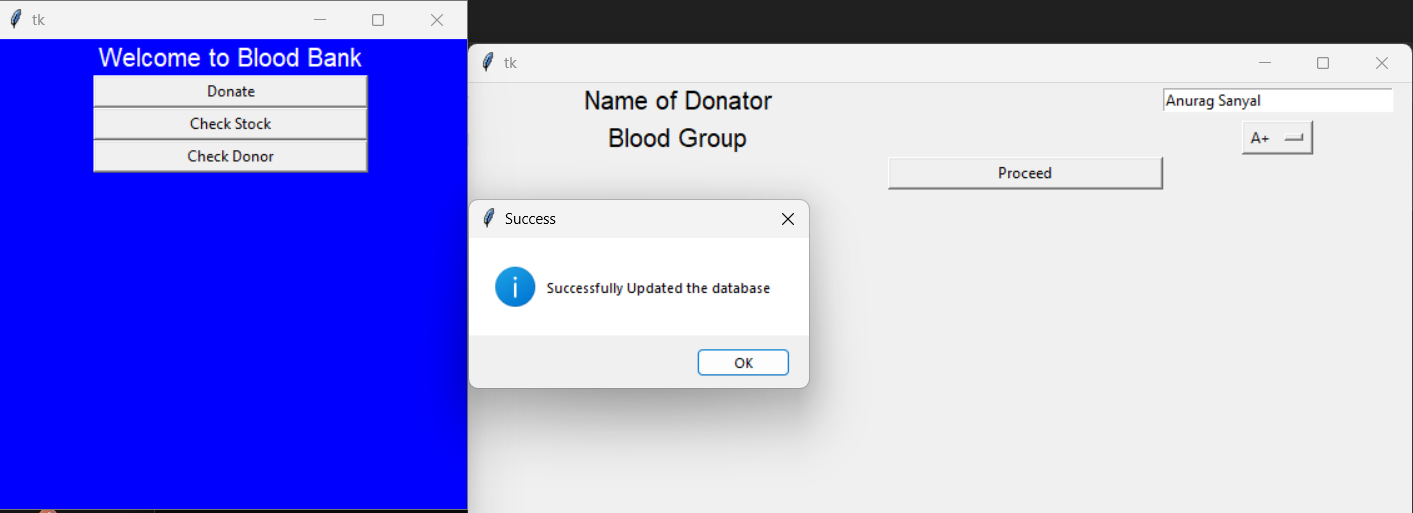 tk
Welcome to Blood Bank
Donate
Check Stock
Check Donor
tk
Name of Donator
Anurag Sanyal
Blood Group
A+
Proceed
Success
Successfully Updated the database
OK